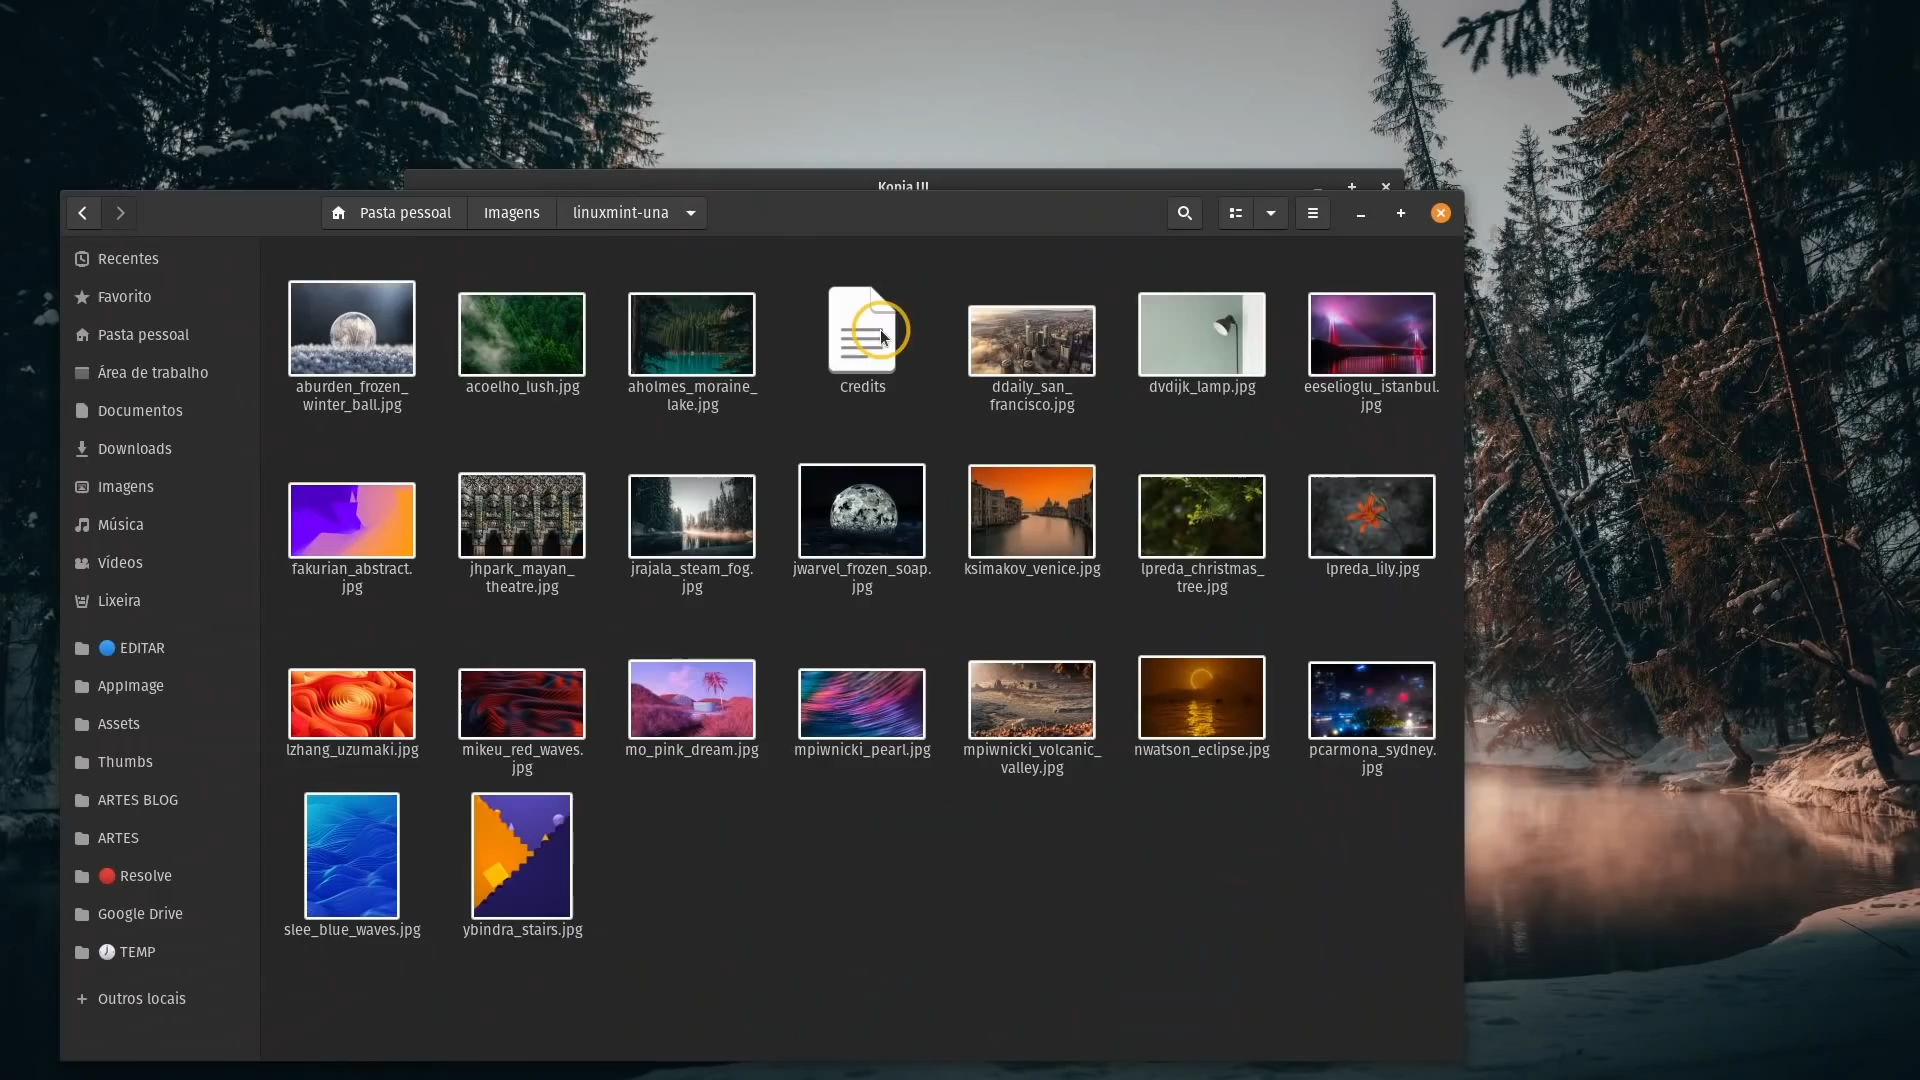 Kopia UI
Pasta pessoal
Imagens
linuxmint-una
Recentes
Favorito
Pasta pessoal
Área de trabalho
Documentos
Downloads
Imagens
Música
Vídeos
Lixeira
EDITAR
AppImage
Assets
Thumbs
ARTES BLOG
ARTES
Resolve
Google Drive
TEMP
Outros locais
aburden_frozen_
winter_ball.jpg
acoelho_lush.jpg
aholmes_moraine_
lake.jpg
Credits
ddaily_san_
francisco.jpg
dvdijk_lamp.jpg
eeselioglu_istanbul.
jpg
fakurian_abstract.
jpg
jhpark_mayan_
theatre.jpg
jrajala_steam_fog.
jpg
jwarvel_frozen_soap.
jpg
ksimakov_venice.jpg
lpreda_christmas_
tree.jpg
lpreda_lily.jpg
lzhang_uzumaki.jpg
mikeu_red_waves.
jpg
mo_pink_dream.jpg
mpiwnicki_pearl.jpg
mpiwnicki_volcanic_
valley.jpg
nwatson_eclipse.jpg
pcarmona_sydney.
jpg
slee_blue_waves.jpg
ybindra_stairs.jpg